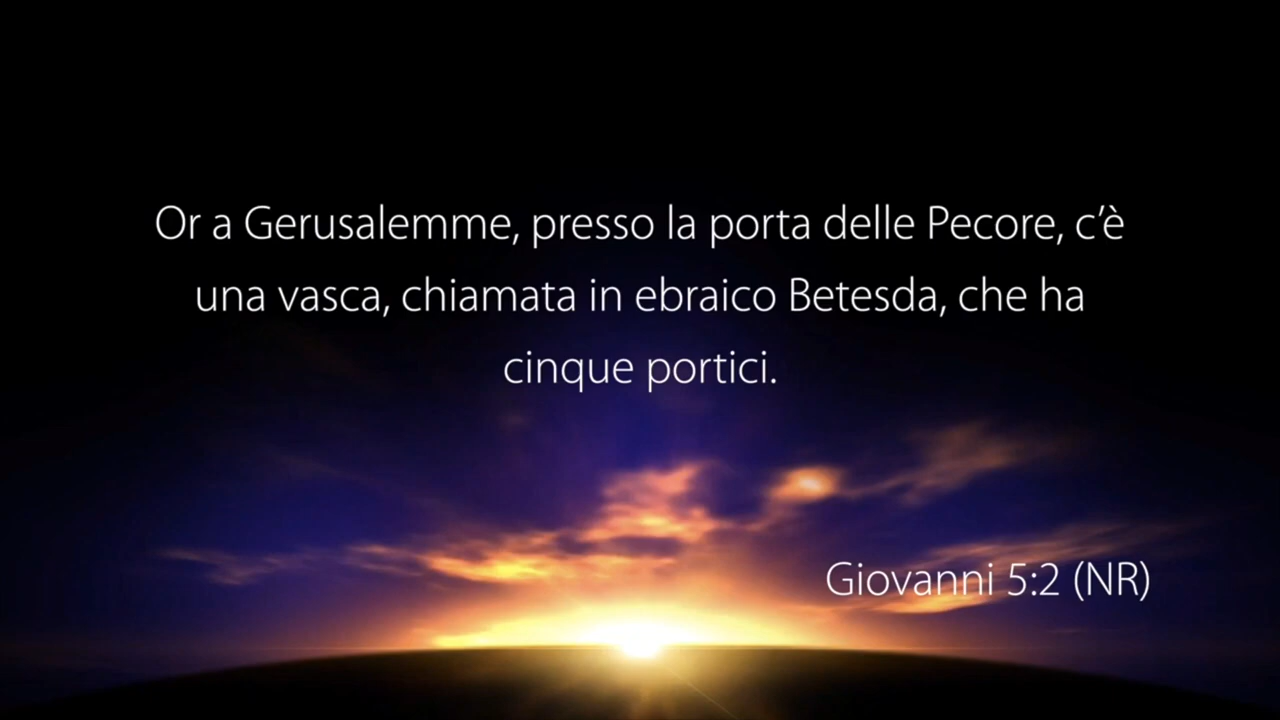 Or a Gerusalemme, presso la porta delle Pecore, c’è
una vasca, chiamata in ebraico Betesda, che ha
cinque portici.
Giovanni 5:2 (NR)